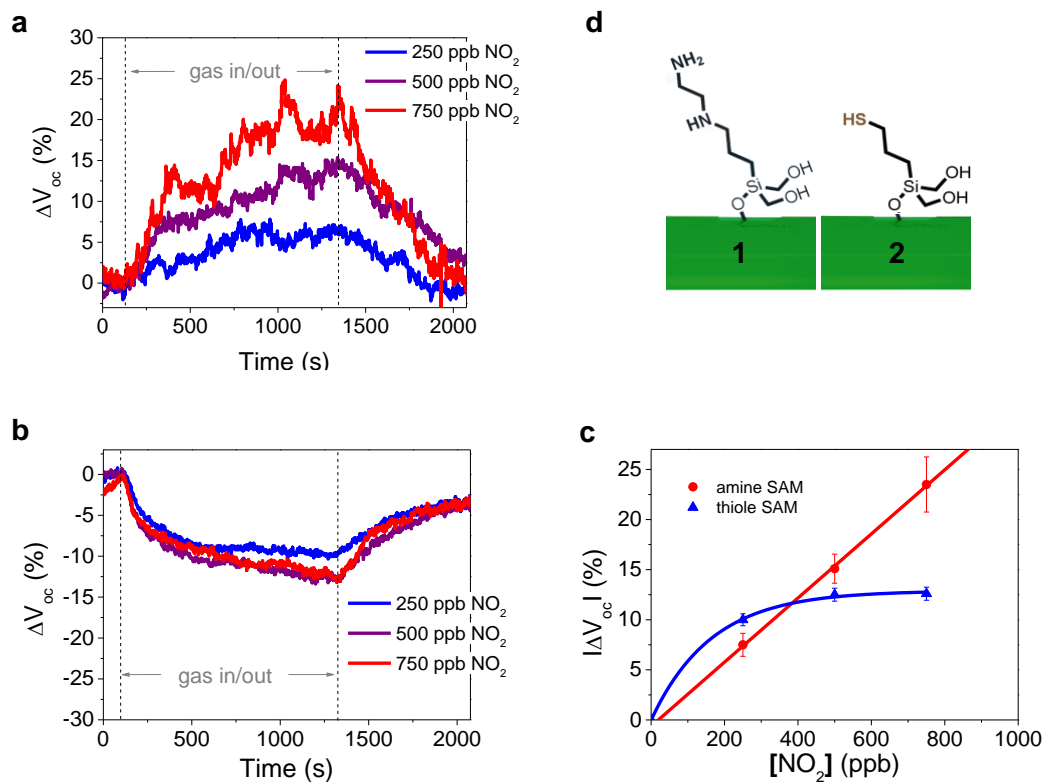 a
ΔV_oc (%)
30
25
20
15
10
5
0
0 500 1000 1500 2000
Time (s)
gas in/out
250 ppb NO₂
500 ppb NO₂
750 ppb NO₂
d
NH₂
HN
Si
OH
OH
O
1
HS
Si
OH
OH
O
2
b
ΔV_oc (%)
0
-5
-10
-15
-20
-25
-30
0 500 1000 1500 2000
Time (s)
250 ppb NO₂
500 ppb NO₂
750 ppb NO₂
gas in/out
c
IΔV_oc I (%)
25
20
15
10
5
0
0 200 400 600 800 1000
[NO₂] (ppb)
amine SAM
thiole SAM